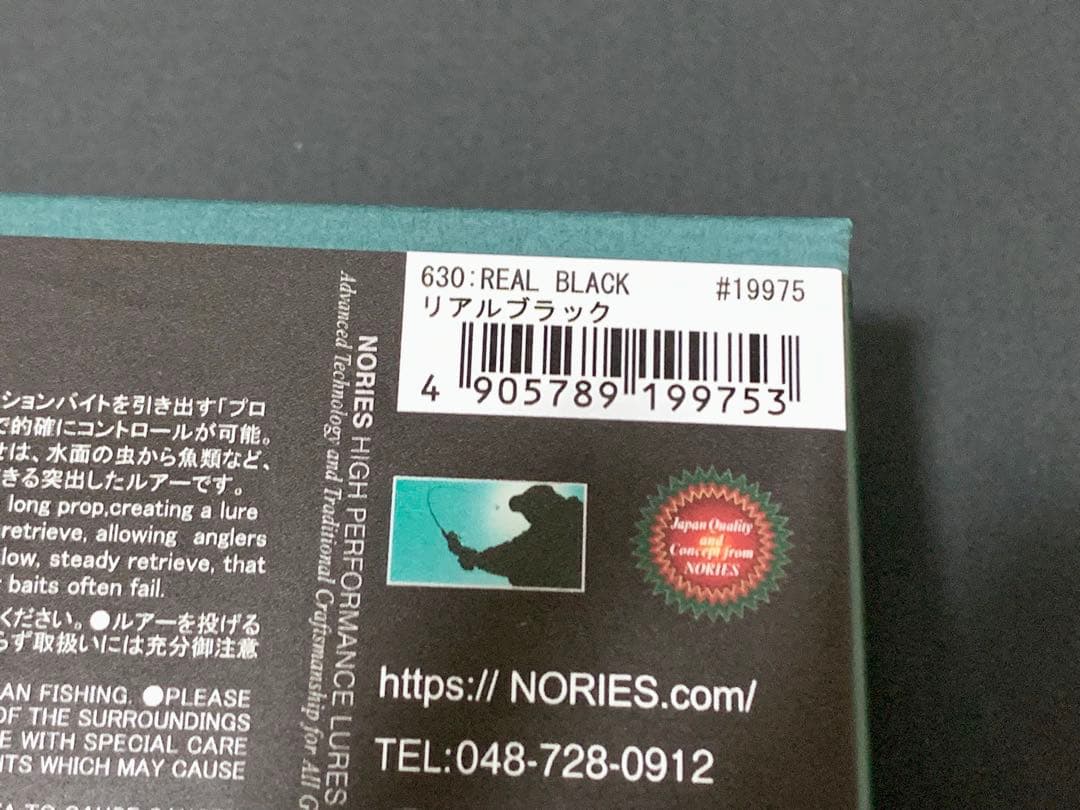 630:REAL BLACK #19975
リアルブラック
4 905789 199753
NORIES HIGH PERFORMANCE LURES
Advanced Technology and Traditional Craftsmanship for All
ションバイトを引き出す「プロ
で的確にコントロールが可能。
は、水面の虫から魚類など、
きる突出したルアーです。
long prop,creating a lure
retrieve, allowing anglers
low, steady retrieve, that
baits often fail.
ください。●ルアーを投げる
らず取扱いには充分御注意
AN FISHING. ●PLEASE
OF THE SURROUNDINGS
E WITH SPECIAL CARE
ITS WHICH MAY CAUSE
Japan Quality
and
Concept from
NORIES
https:// NORIES.com/
TEL:048-728-0912